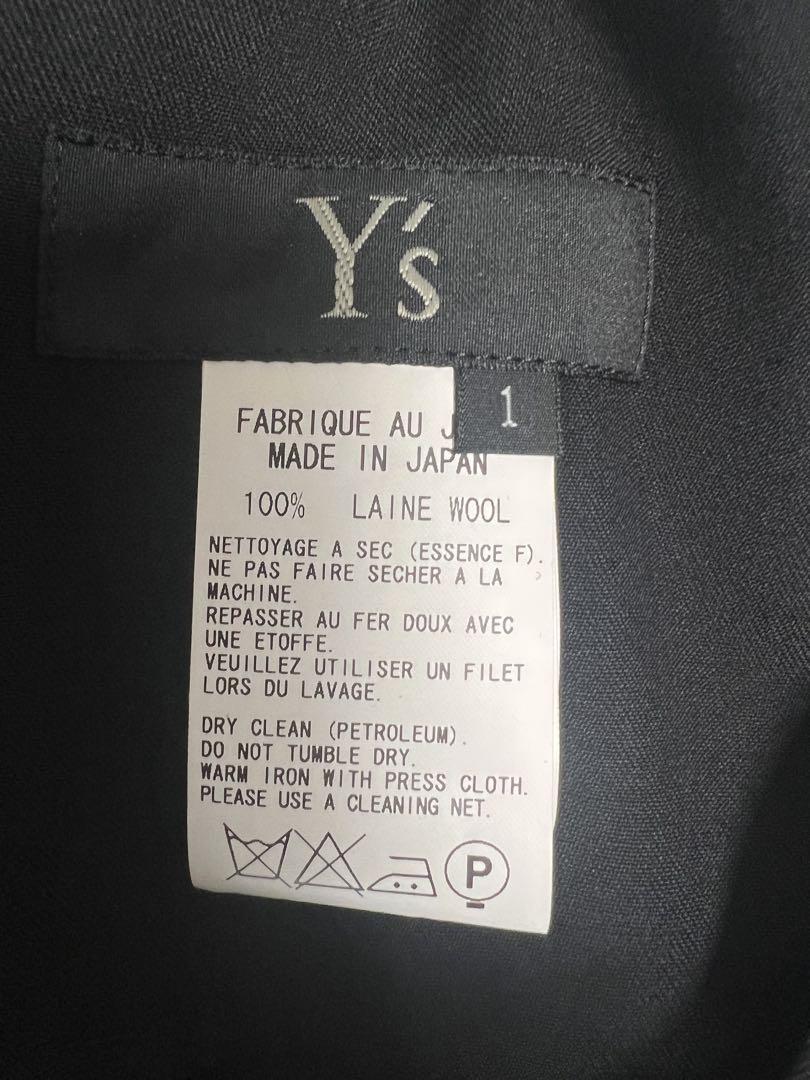 Y's
1
FABRIQUE AU
MADE IN JAPAN
100% LAINE WOOL
NETTOYAGE A SEC (ESSENCE F).
NE PAS FAIRE SECHER A LA
MACHINE.
REPASSER AU FER DOUX AVEC
UNE ETOFFE.
VEUILLEZ UTILISER UN FILET
LORS DU LAVAGE.
DRY CLEAN (PETROLEUM).
DO NOT TUMBLE DRY.
WARM IRON WITH PRESS CLOTH.
PLEASE USE A CLEANING NET.
P